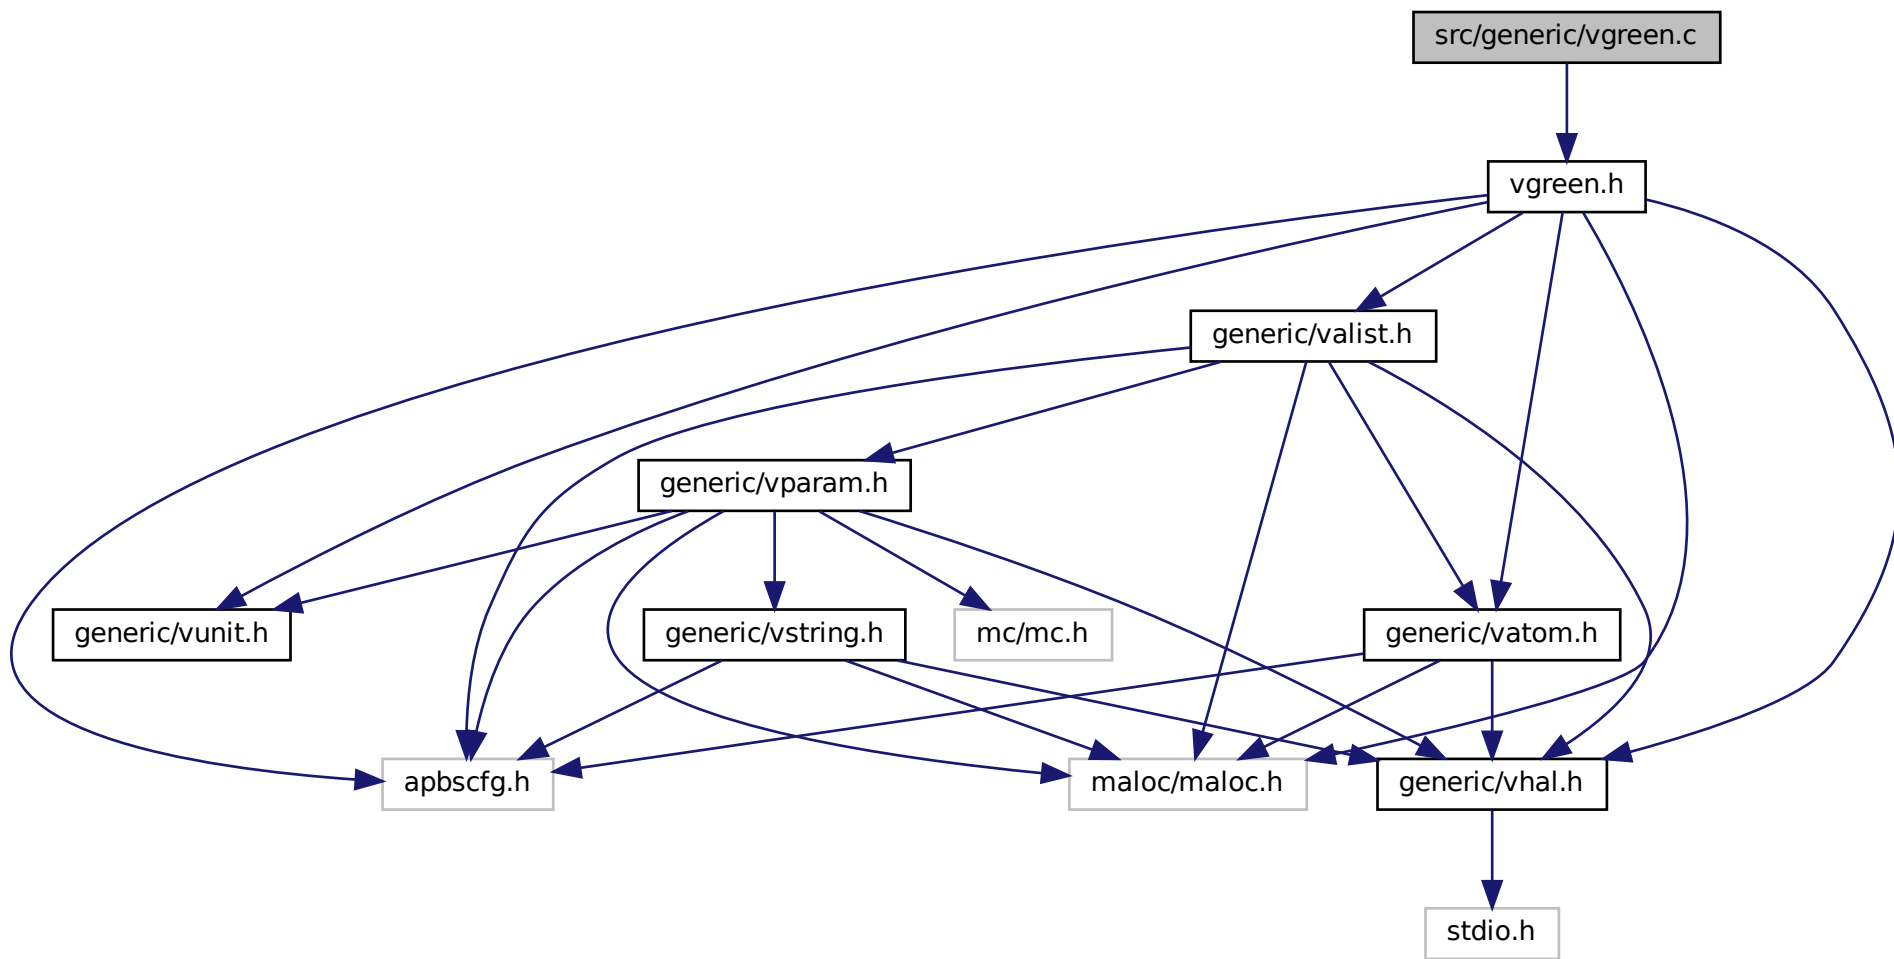 src/generic/vgreen.c
vgreen.h
generic/valist.h
generic/vparam.h
generic/vunit.h
generic/vstring.h
mc/mc.h
generic/vatom.h
apbscfg.h
maloc/maloc.h
generic/vhal.h
stdio.h